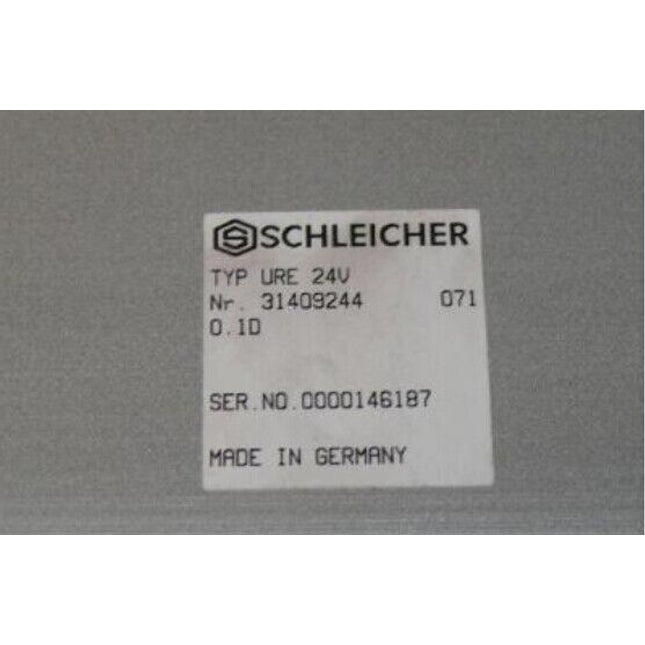 SCHLEICHER
TYP URE 24V
Nr. 31409244 071
0.1D
SER.NO.0000146187
MADE IN GERMANY